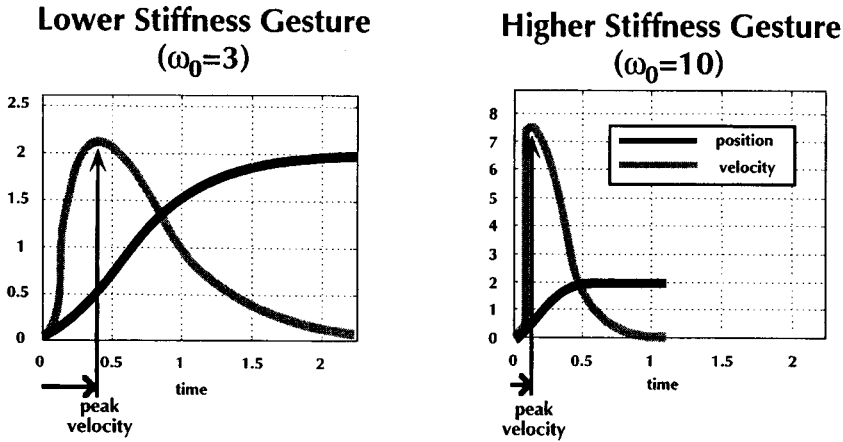 Lower Stiffness Gesture
(ω₀=3)
2.5
2
1.5
1
0.5
0
0 0.5 1 1.5 2
time
peak
velocity
Higher Stiffness Gesture
(ω₀=10)
8
7
6
5
4
3
2
1
0
position
velocity
0 0.5 1 1.5 2
time
peak
velocity